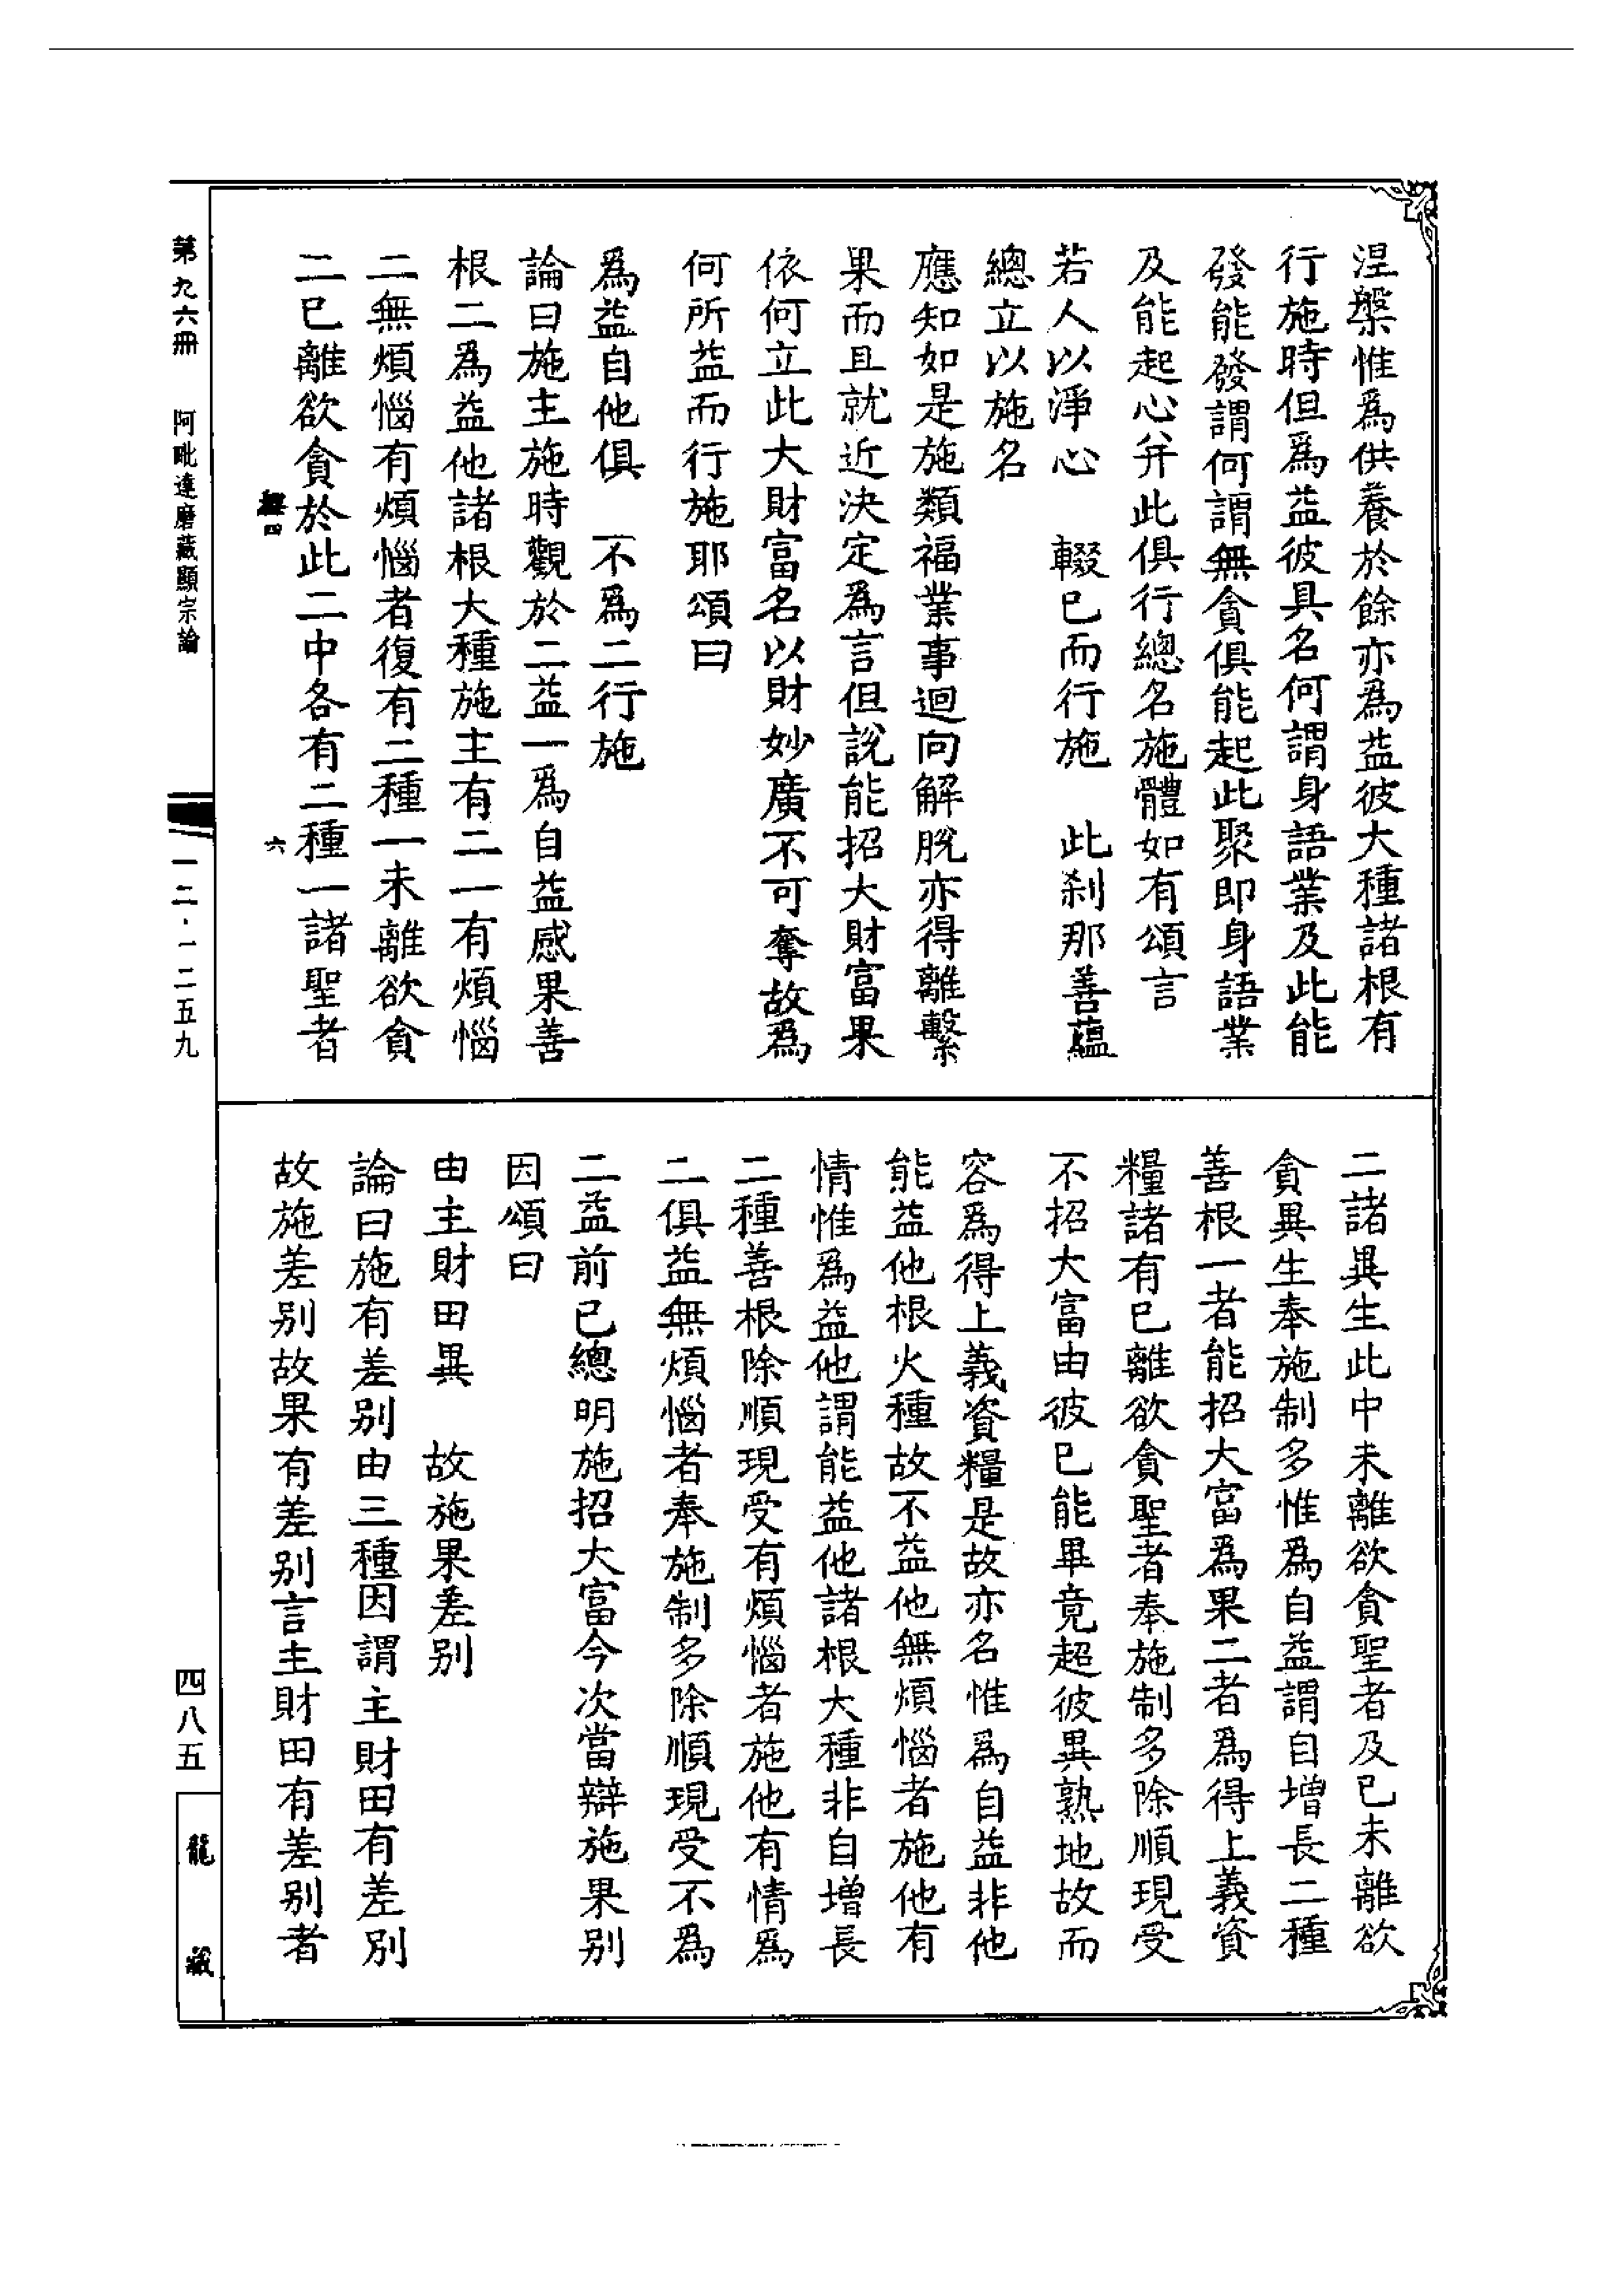 涅槃惟爲供養於餘亦爲益彼大種諸根有
行施時但爲益彼具名何謂身語業及此能
發能發謂何謂無貪俱能起此聚即身語業
及能起心并此俱行總名施體如有頌言
若人以淨心　輟已而行施　此刹那善蘊
總立以施名
應知如是施類福業事迴向解脫亦得離繫
果而且就近決定爲言但說能招大財富果
依何立此大財富名以財妙廣不可奪故爲
何所益而行施耶頌曰
爲益自他俱　不爲二行施
論曰施主施時觀於二益一爲自益感果善
根二爲益他諸根大種施主有二一有煩惱
二無煩惱有煩惱者復有二種一未離欲貪
二已離欲貪於此二中各有二種一諸聖者
四
六
二諸異生此中未離欲貪聖者及已未離欲
貪異生奉施制多惟爲自益謂自增長二種
善根一者能招大富爲果二者爲得上義資
糧諸有已離欲貪聖者奉施制多除順現受
不招大富由彼已能畢竟超彼異熟地故而
容爲得上義資糧是故亦名惟爲自益非他
能益他根火種故不益他無煩惱者施他有
情惟爲益他謂能益他諸根大種非自增長
二種善根除順現受有煩惱者施他有情爲
二俱益無煩惱者奉施制多除順現受不爲
二益前已總明施招大富今次當辯施果别
因頌曰
由主財田異　故施果差别
論曰施有差别由三種因謂主財田有差别
故施差别故果有差别言主財田有差别者
第九六冊　阿毗達磨藏顯宗論
一二·一二五九
四八五
龍藏